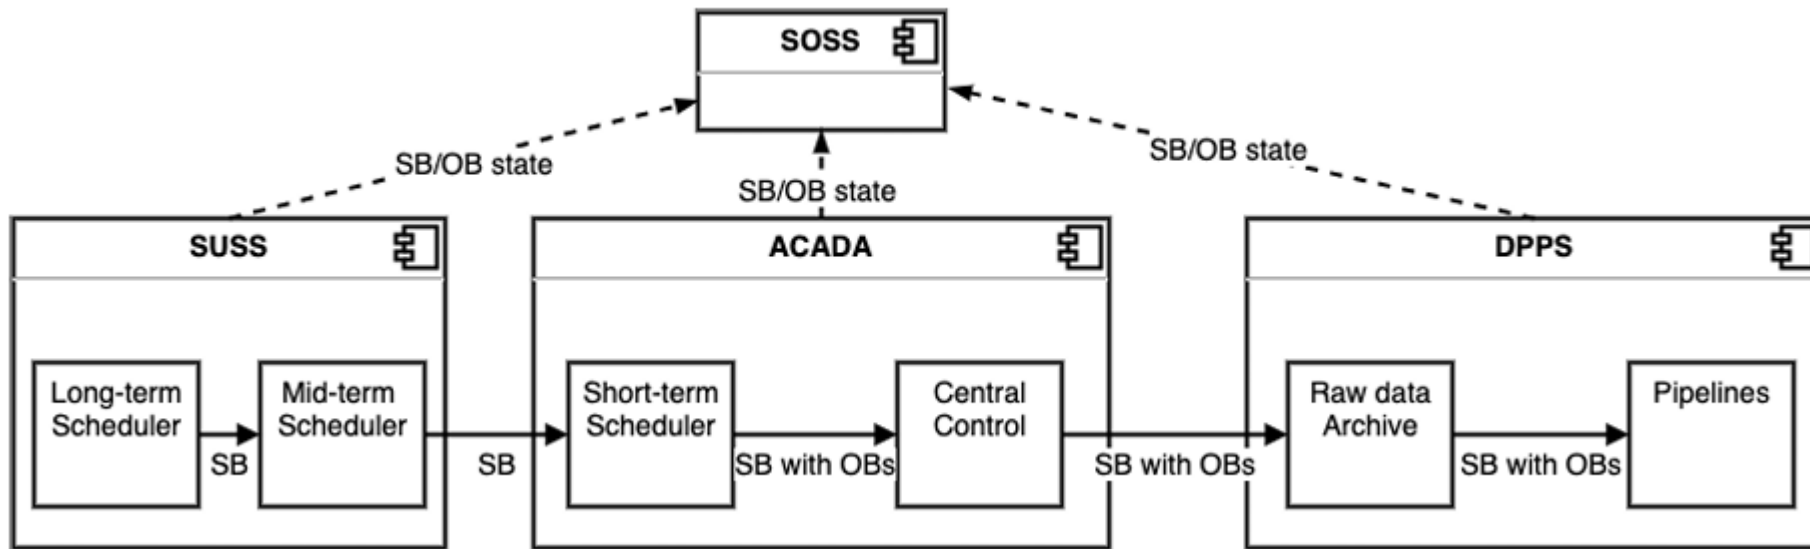 SOSS
SB/OB state
SB/OB state
SB/OB state
SUSS
ACADA
DPPS
Long-term
Scheduler
SB
Mid-term
Scheduler
SB
Short-term
Scheduler
SB with OBs
Central
Control
SB with OBs
Raw data
Archive
SB with OBs
Pipelines